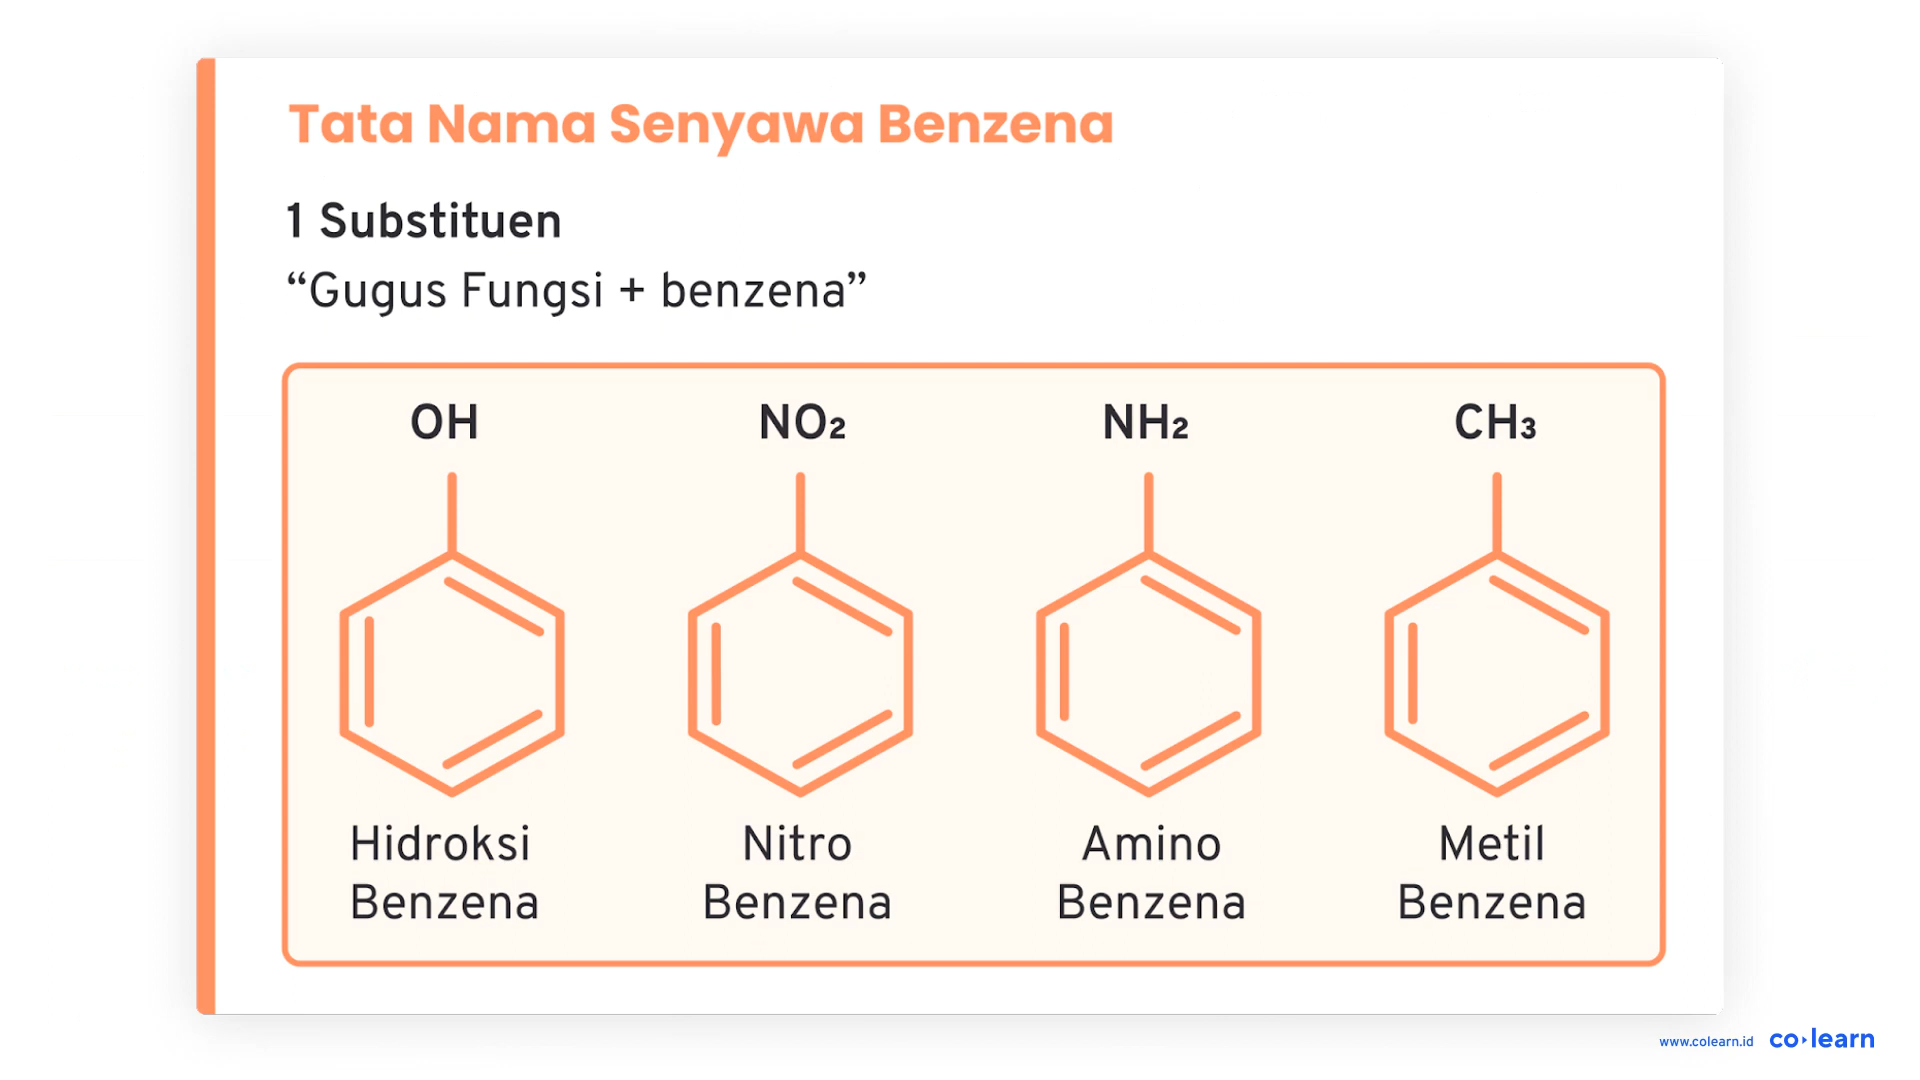 Tata Nama Senyawa Benzena
1 Substituen
“Gugus Fungsi + benzena”
OH NO₂ NH₂ CH₃
Hidroksi Nitro Amino Metil
Benzena Benzena Benzena Benzena
www.colearn.id co learn